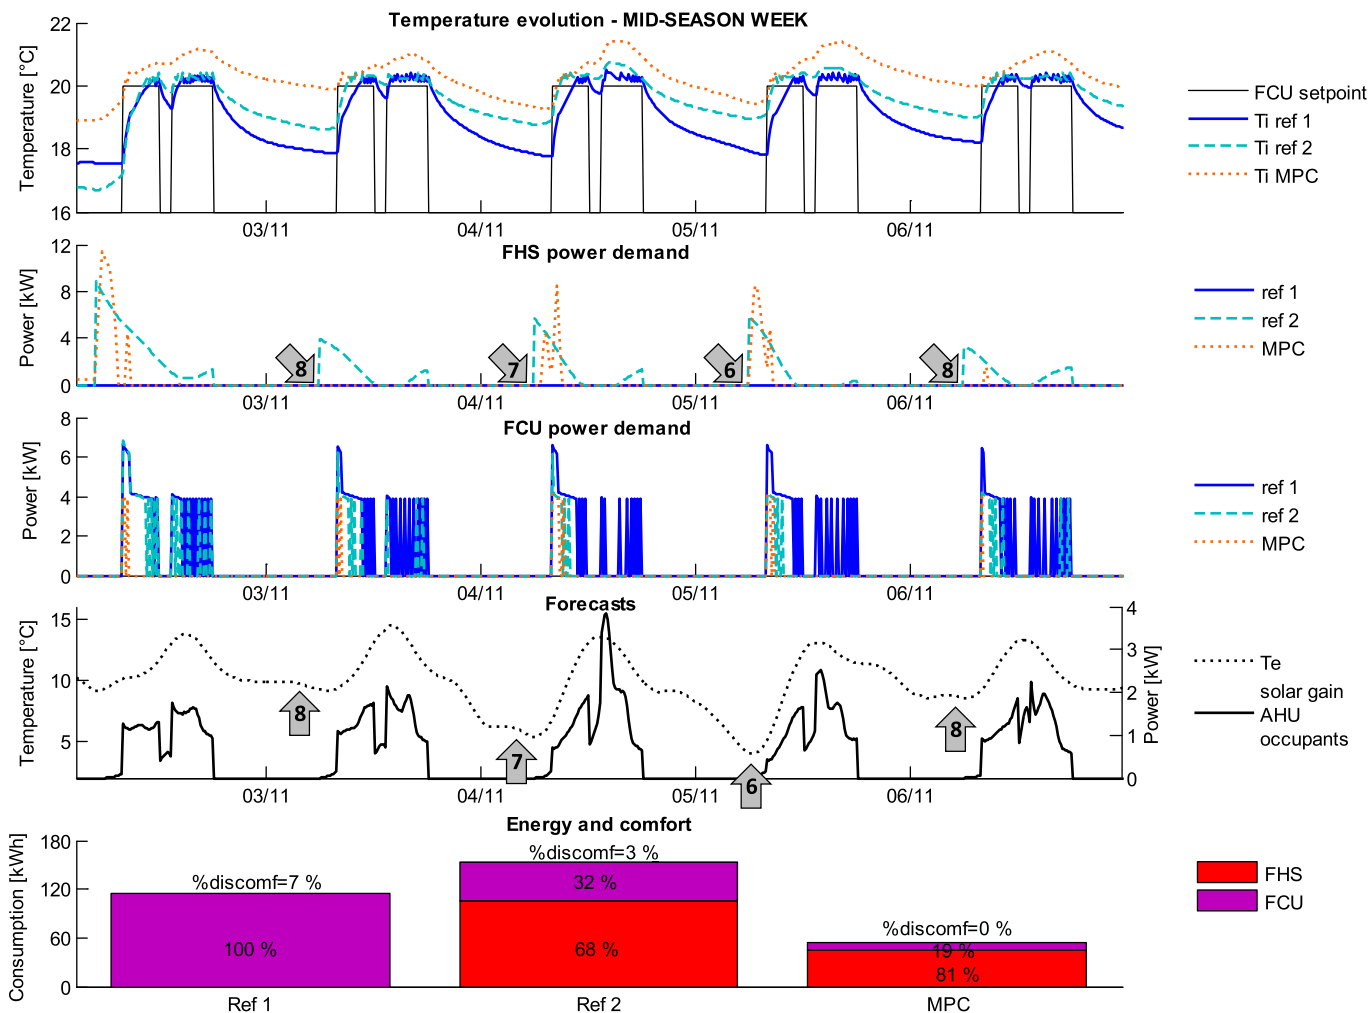 Temperature evolution - MID-SEASON WEEK
Temperature [°C]
22
20
18
16
03/11
04/11
05/11
06/11
FCU setpoint
Ti ref 1
Ti ref 2
Ti MPC
FHS power demand
Power [kW]
12
8
4
0
8
7
6
8
03/11
04/11
05/11
06/11
ref 1
ref 2
MPC
FCU power demand
Power [kW]
8
6
4
2
0
03/11
04/11
05/11
06/11
ref 1
ref 2
MPC
Forecasts
Temperature [°C]
15
10
5
8
7
6
8
4
3
2
1
0
Power [kW]
03/11
04/11
05/11
06/11
Te
solar gain
AHU
occupants
Energy and comfort
Consumption [kWh]
180
120
60
0
%discomf=7 %
100 %
%discomf=3 %
32 %
68 %
%discomf=0 %
19 %
81 %
Ref 1
Ref 2
MPC
FHS
FCU